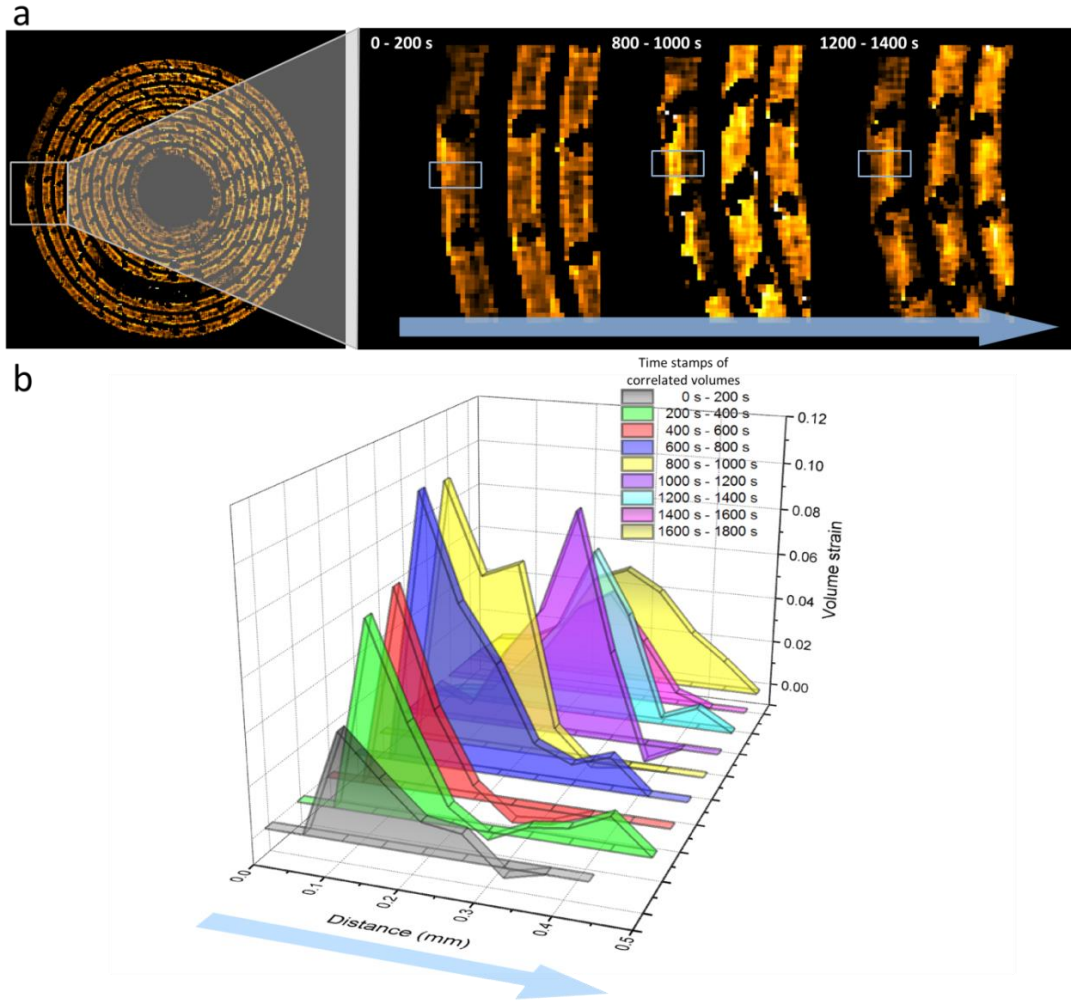 a
0 - 200 s
800 - 1000 s
1200 - 1400 s
b
Time stamps of
correlated volumes
0 s - 200 s
200 s - 400 s
400 s - 600 s
600 s - 800 s
800 s - 1000 s
1000 s - 1200 s
1200 s - 1400 s
1400 s - 1600 s
1600 s - 1800 s
0.12
0.10
0.08
0.06
0.04
0.02
0.00
Volume strain
0.0
0.1
0.2
0.3
0.4
0.5
Distance (mm)